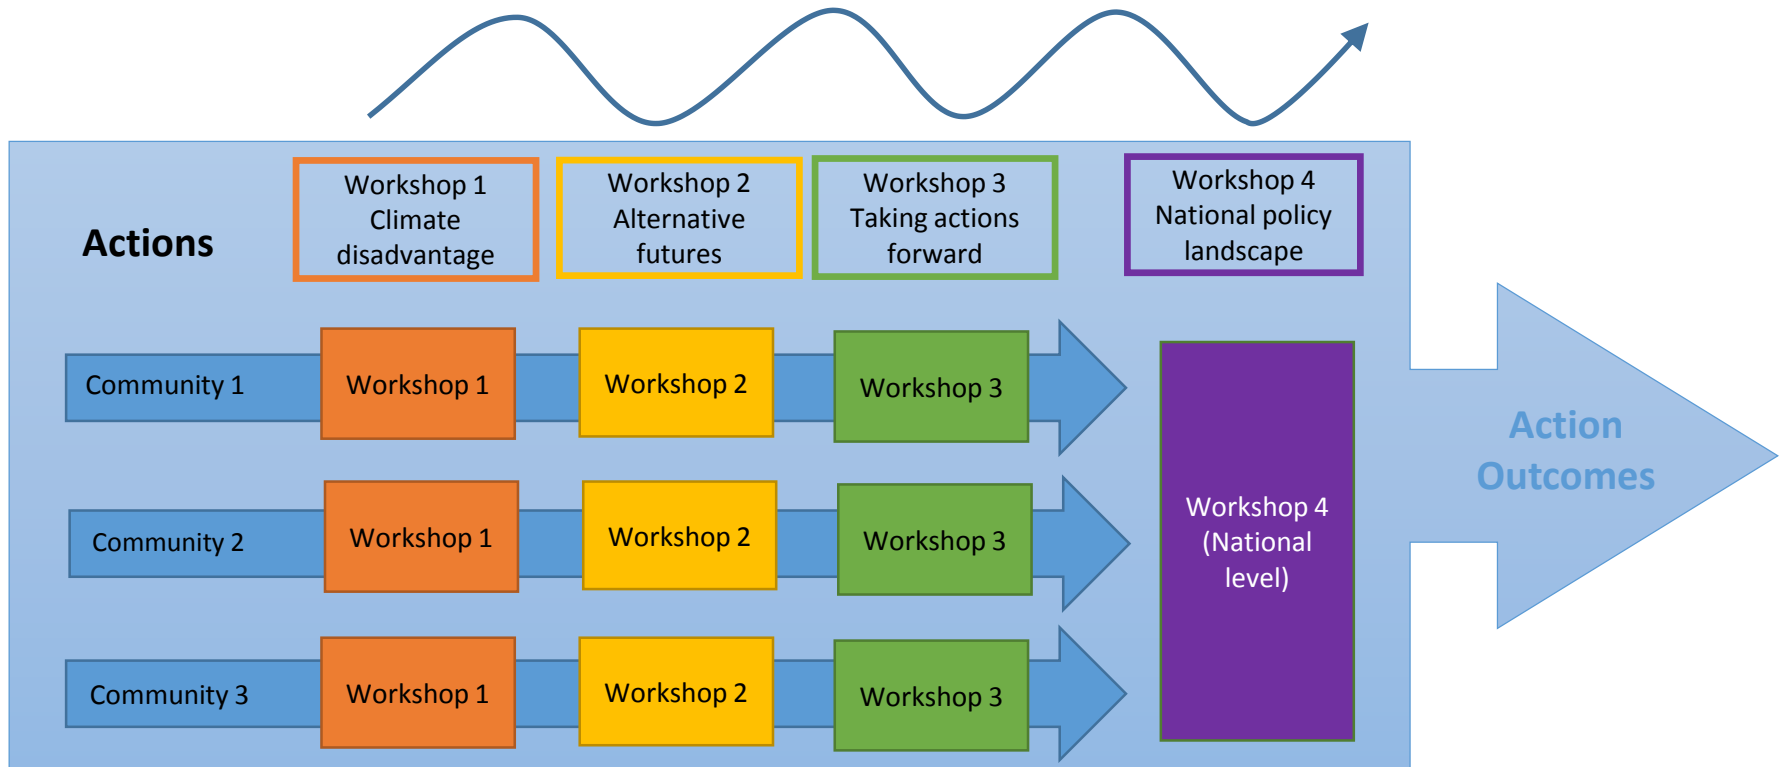 Actions
Workshop 1
Climate
disadvantage
Workshop 2
Alternative
futures
Workshop 3
Taking actions
forward
Workshop 4
National policy
landscape
Community 1
Workshop 1
Workshop 2
Workshop 3
Community 2
Workshop 1
Workshop 2
Workshop 3
Community 3
Workshop 1
Workshop 2
Workshop 3
Workshop 4
(National
level)
Action
Outcomes